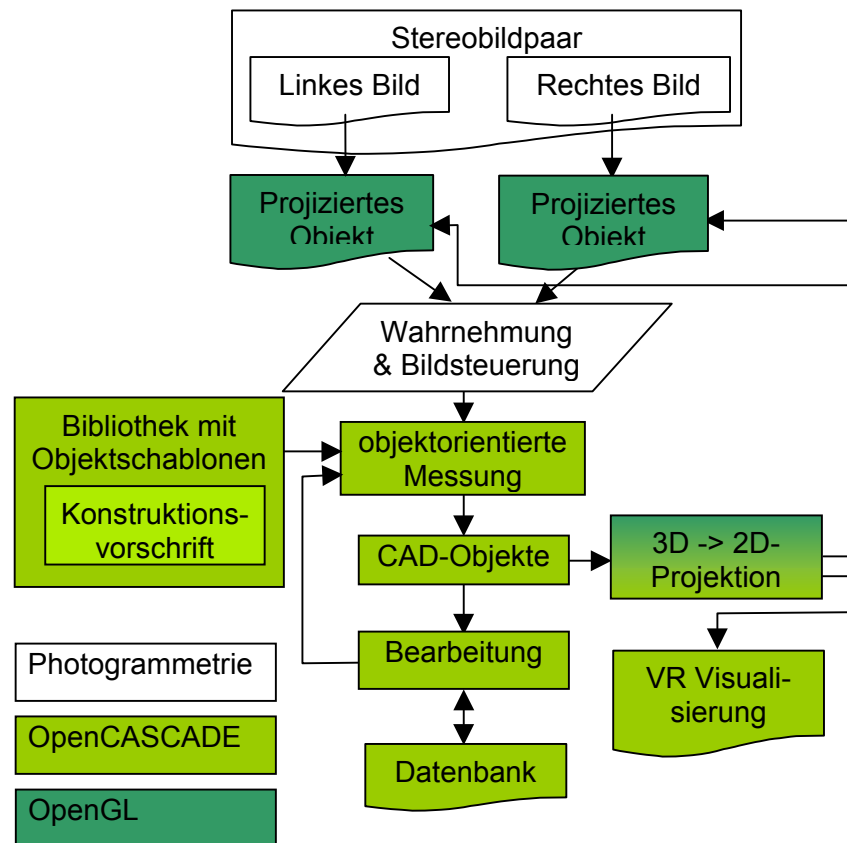 Stereobildpaar
Linkes Bild
Rechtes Bild
Projiziertes
Objekt
Projiziertes
Objekt
Wahrnehmung
& Bildsteuerung
Bibliothek mit
Objektschablonen
Konstruktions-
vorschrift
objektorientierte
Messung
CAD-Objekte
3D -> 2D-
Projektion
Bearbeitung
VR Visuali-
sierung
Datenbank
Photogrammetrie
OpenCASCADE
OpenGL